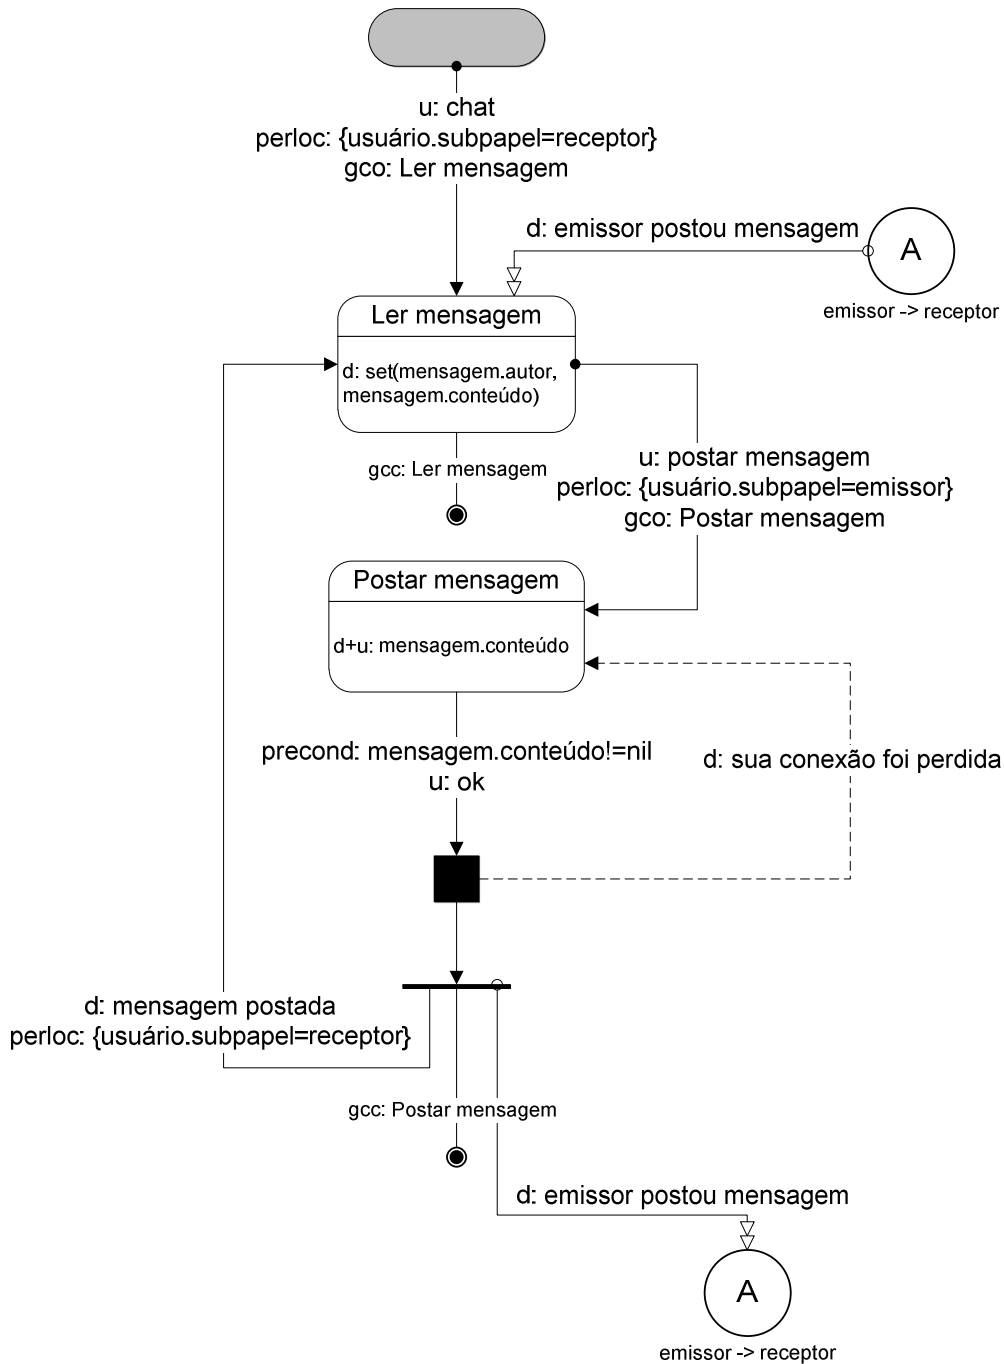 u: chat
perloc: {usuário.subpapel=receptor}
gco: Ler mensagem
d: emissor postou mensagem
A
emissor -> receptor
Ler mensagem
d: set(mensagem.autor,
mensagem.conteúdo)
gcc: Ler mensagem
u: postar mensagem
perloc: {usuário.subpapel=emissor}
gco: Postar mensagem
Postar mensagem
d+u: mensagem.conteúdo
precond: mensagem.conteúdo!=nil
u: ok
d: sua conexão foi perdida
d: mensagem postada
perloc: {usuário.subpapel=receptor}
gcc: Postar mensagem
d: emissor postou mensagem
A
emissor -> receptor